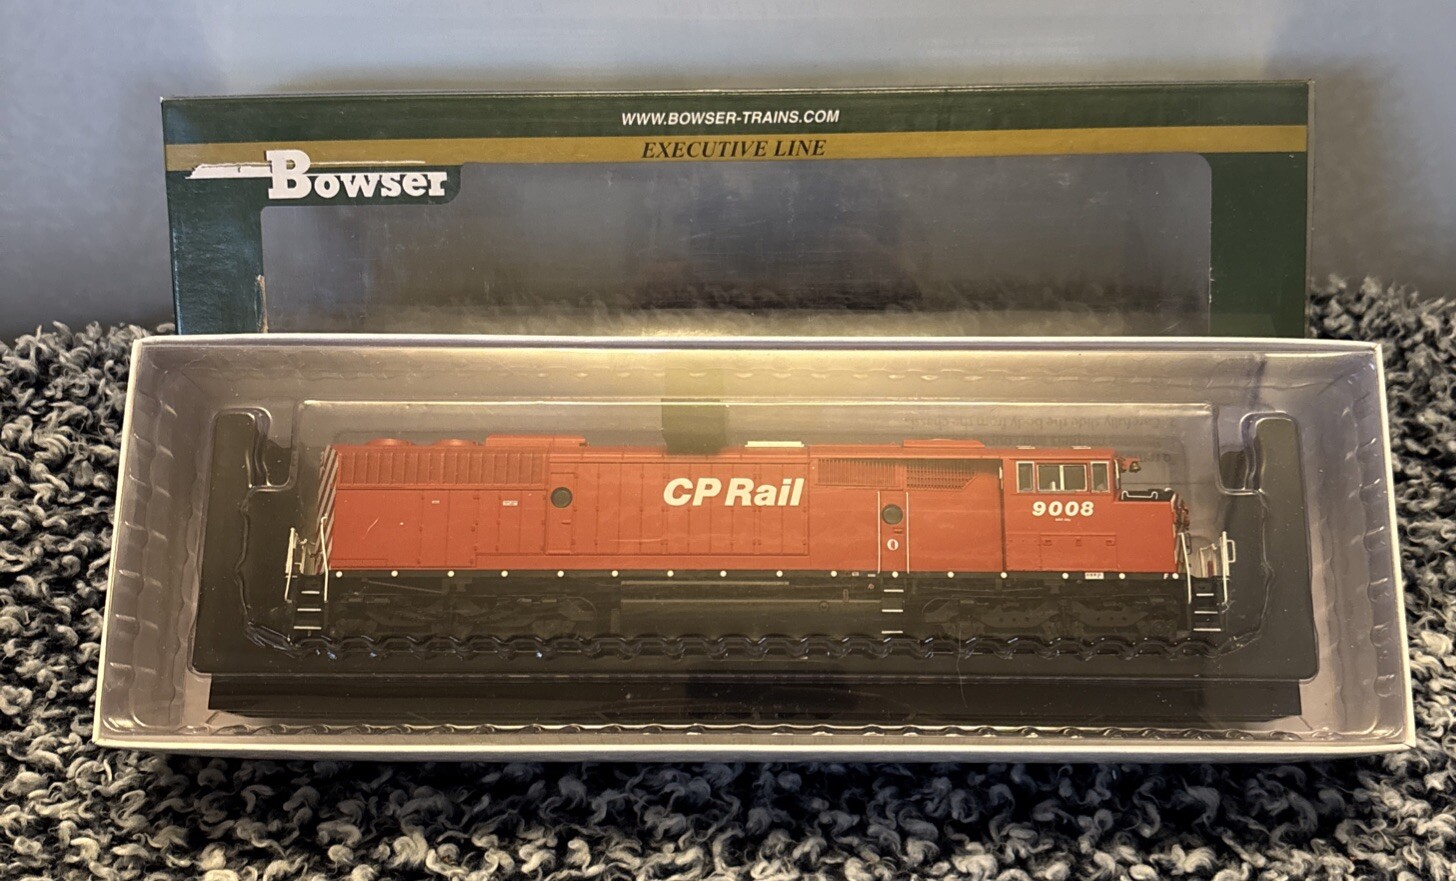 WWW.BOWSER-TRAINS.COM
EXECUTIVE LINE
Bowser
CP Rail
9008